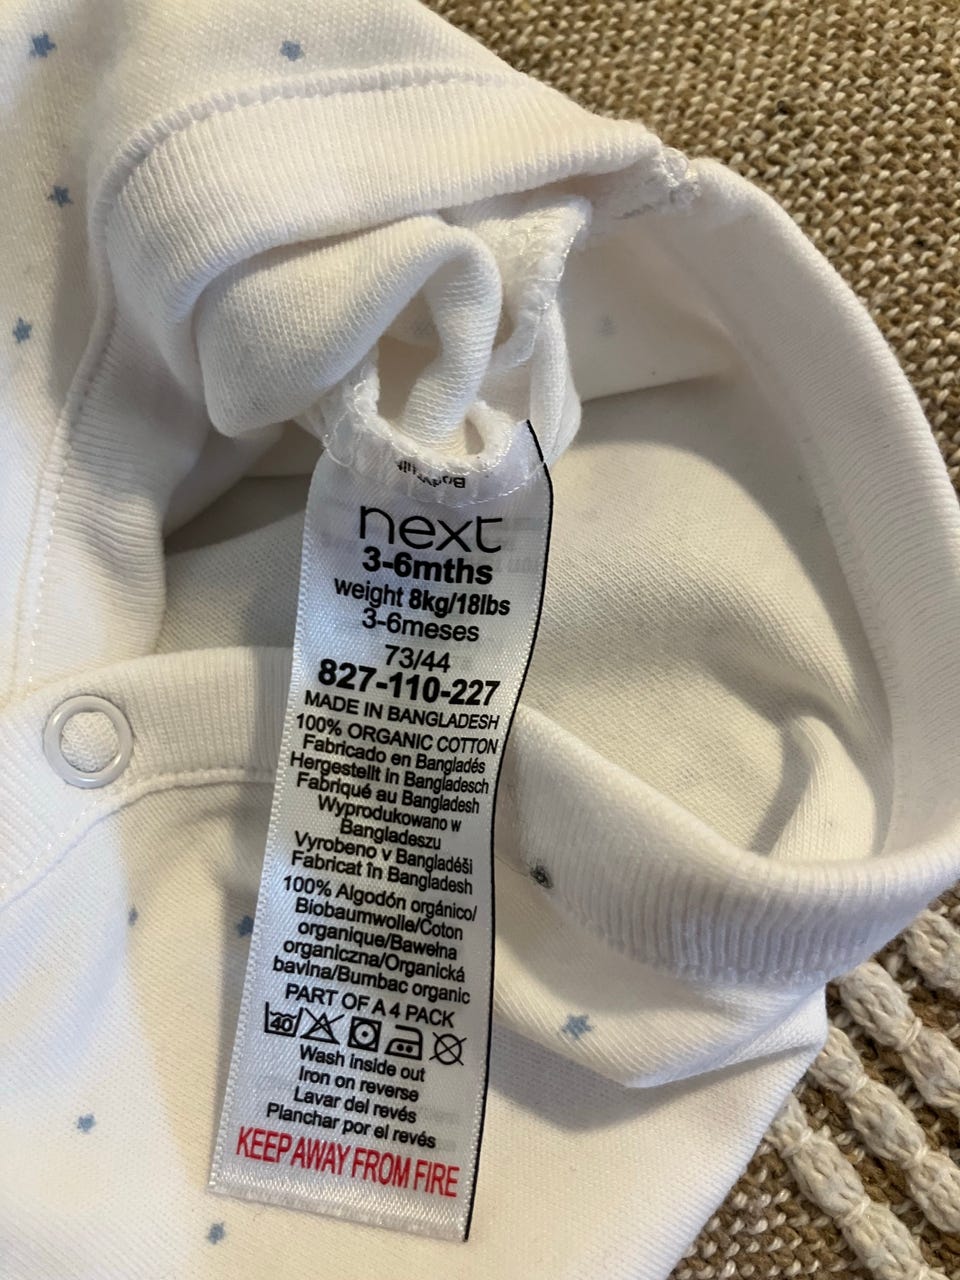 next
3-6mths
weight 8kg/18lbs
3-6meses
73/44
827-110-227
MADE IN BANGLADESH
100% ORGANIC COTTON
Fabricado en Bangladés
Hergestellt in Bangladesch
Fabriqué au Bangladesh
Wyprodukowano w
Bangladeszu
Vyrobeno v Bangladéši
Fabricat în Bangladesh
100% Algodón orgánico/
Biobaumwolle/Coton
organique/Bawełna
organiczna/Organická
bavlna/Bumbac organic
PART OF A 4 PACK
40
Wash inside out
Iron on reverse
Lavar del revés
Planchar por el revés
KEEP AWAY FROM FIRE